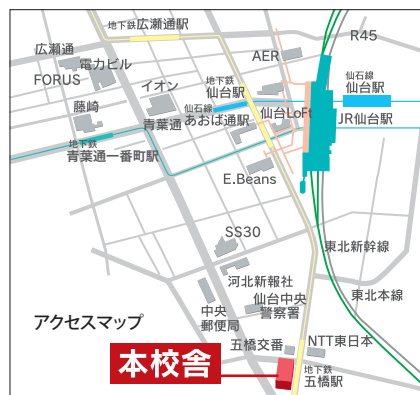 地下鉄広瀬通駅
R45
広瀬通
電力ビル
FORUS
AER
イオン
地下鉄
仙台駅
仙石線
仙台駅
藤崎
仙石線
あおば通駅
仙台LoFt
JR仙台駅
青葉通
地下鉄
青葉通一番町駅
E.Beans
SS30
東北新幹線
河北新報社
東北本線
仙台中央
警察署
中央
郵便局
アクセスマップ
五橋交番
NTT東日本
本校舎
地下鉄
五橋駅